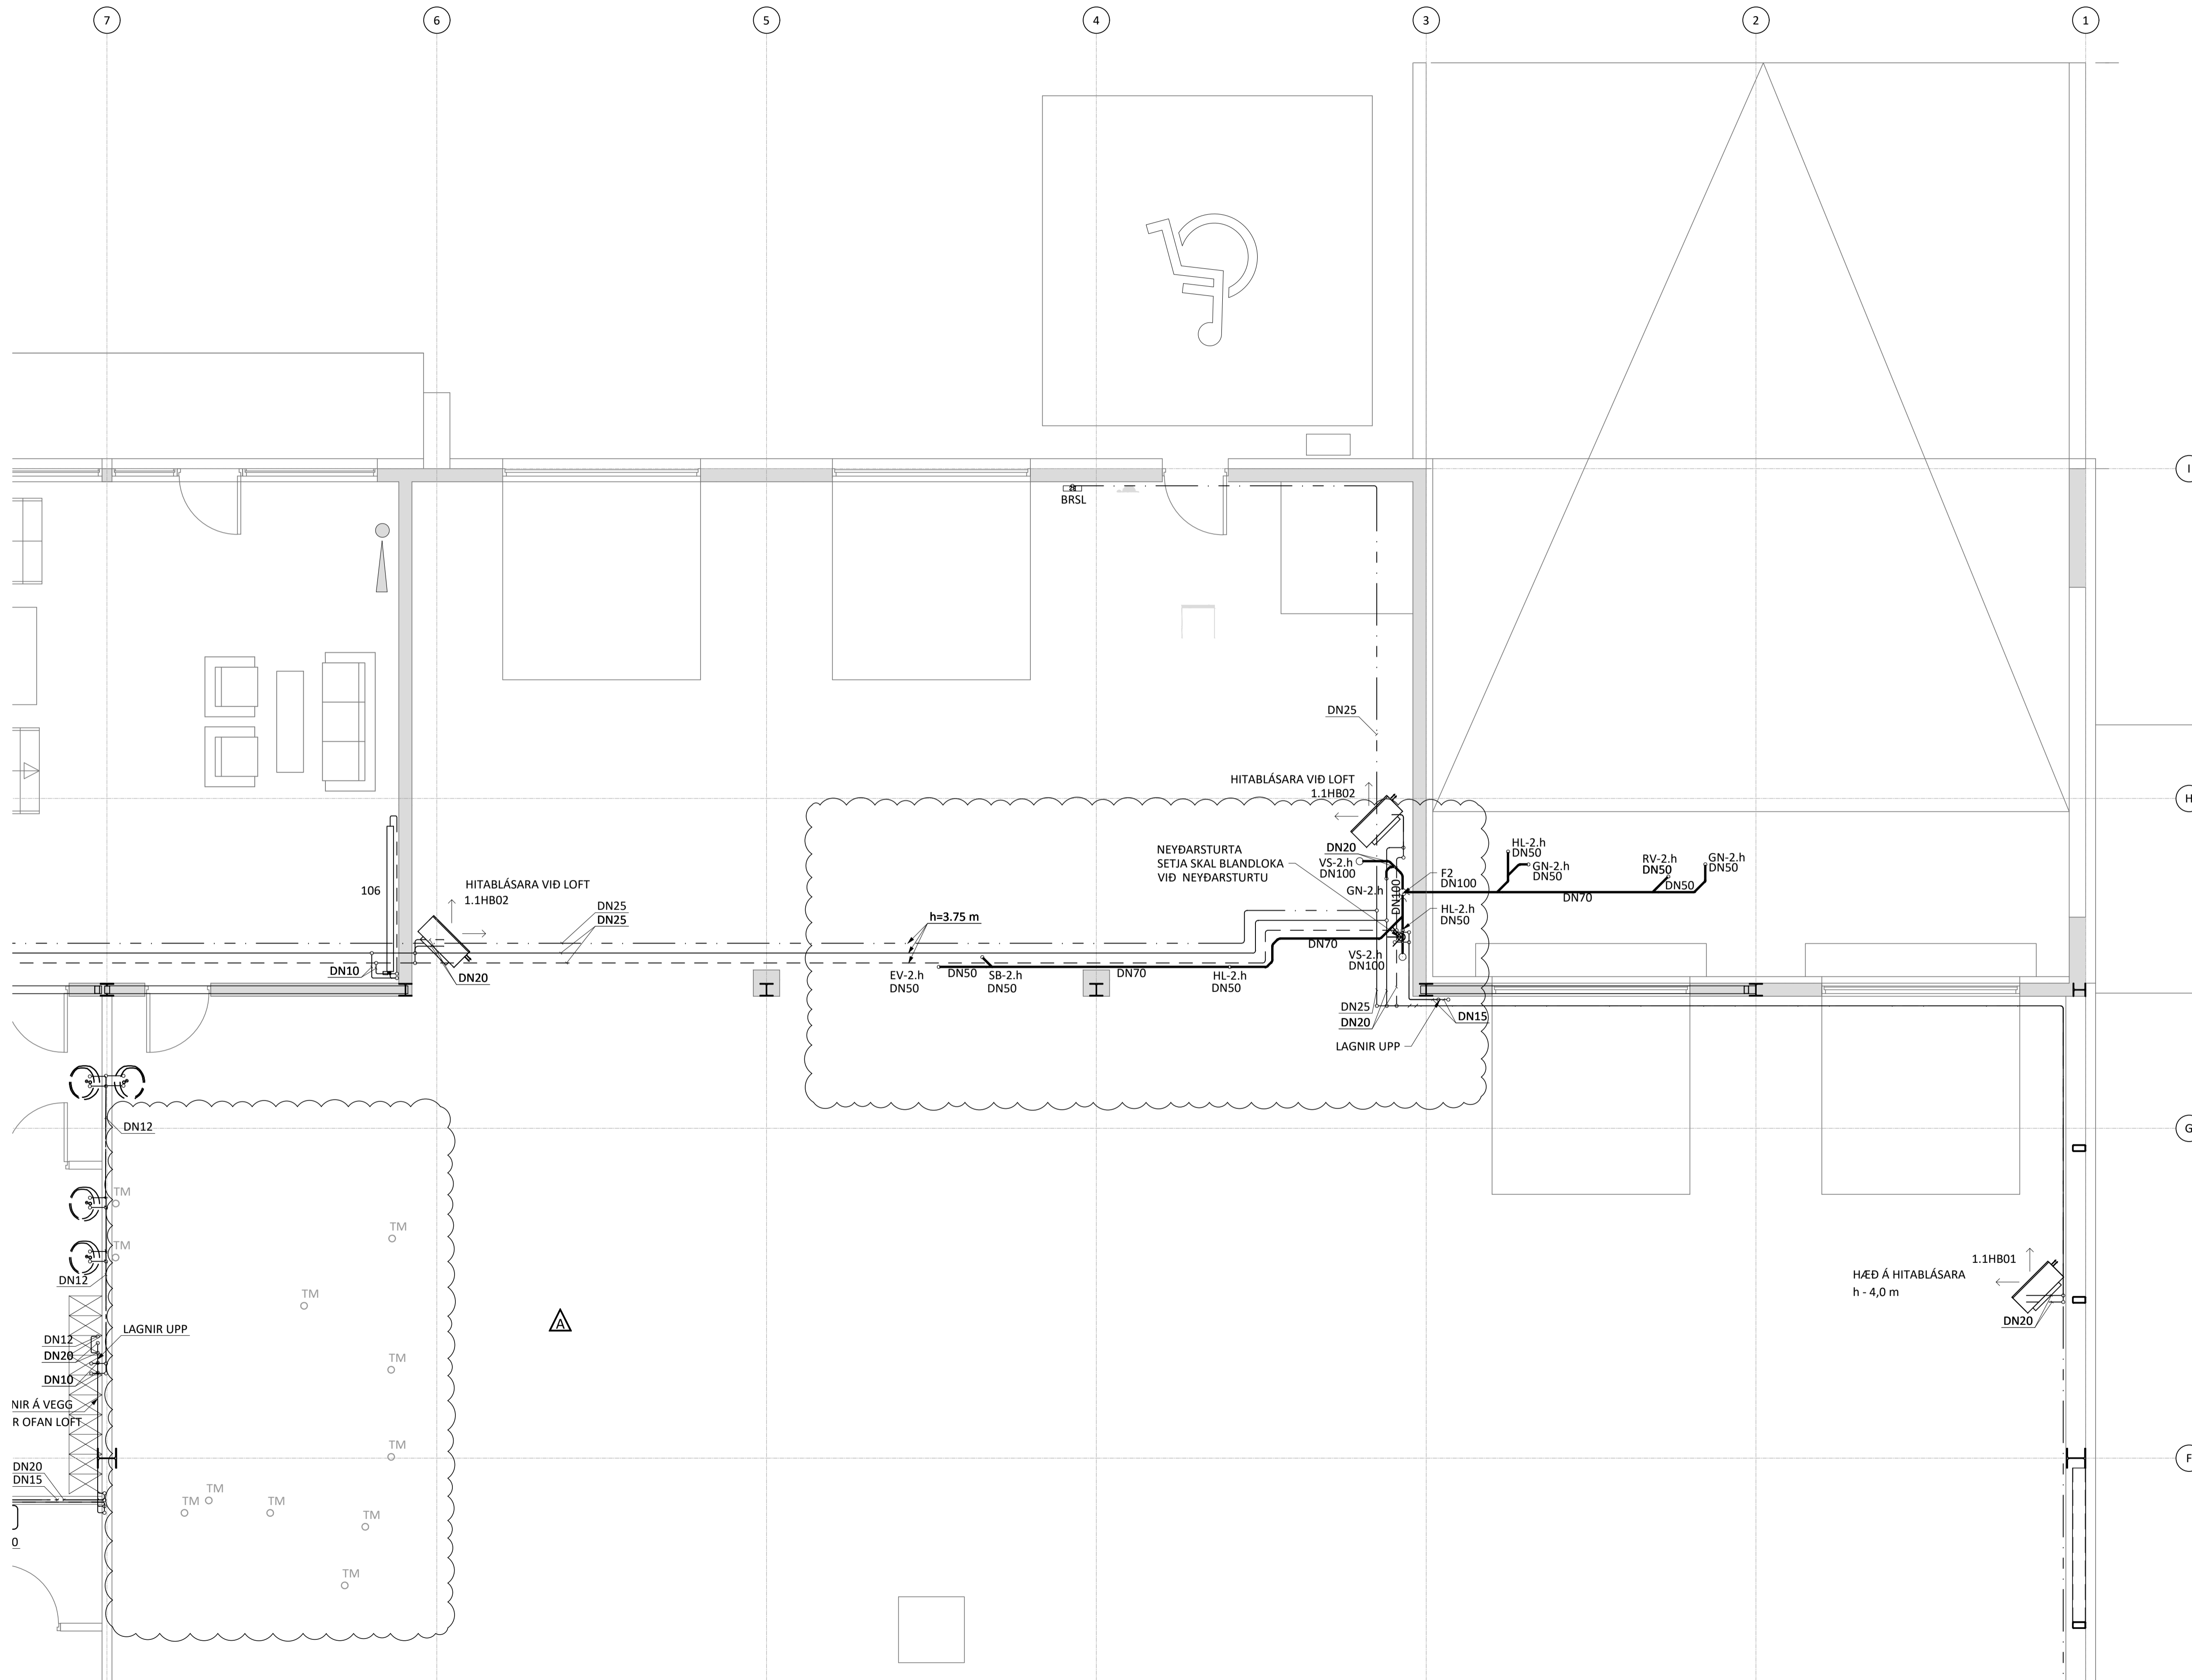 7
6
5
4
3
2
1
I
BRSL
DN25
HITABLÁSARA VIÐ LOFT
1.1HB02
H
NEYÐARSTURTA
SETJA SKAL BLANDLOKA
VIÐ NEYÐARSTURTU
DN20
VS-2.h
DN100
GN-2.h
DN100
F2
DN100
HL-2.h
DN50
HL-2.h
DN50
GN-2.h
DN50
RV-2.h
DN50
GN-2.h
DN50
DN50
DN70
106
HITABLÁSARA VIÐ LOFT
1.1HB02
DN25
DN25
h=3.75 m
DN10
DN20
EV-2.h
DN50
DN50
SB-2.h
DN50
DN70
HL-2.h
DN50
DN70
VS-2.h
DN100
DN25
DN20
DN15
LAGNIR UPP
DN12
G
TM
TM
TM
TM
DN12
1.1HB01
HÆÐ Á HITABLÁSARA
h - 4,0 m
DN20
A
LAGNIR UPP
DN12
DN20
DN10
TM
NIR Á VEGG
R OFAN LOFT
TM
F
DN20
DN15
TM
TM
TM
TM
TM
0